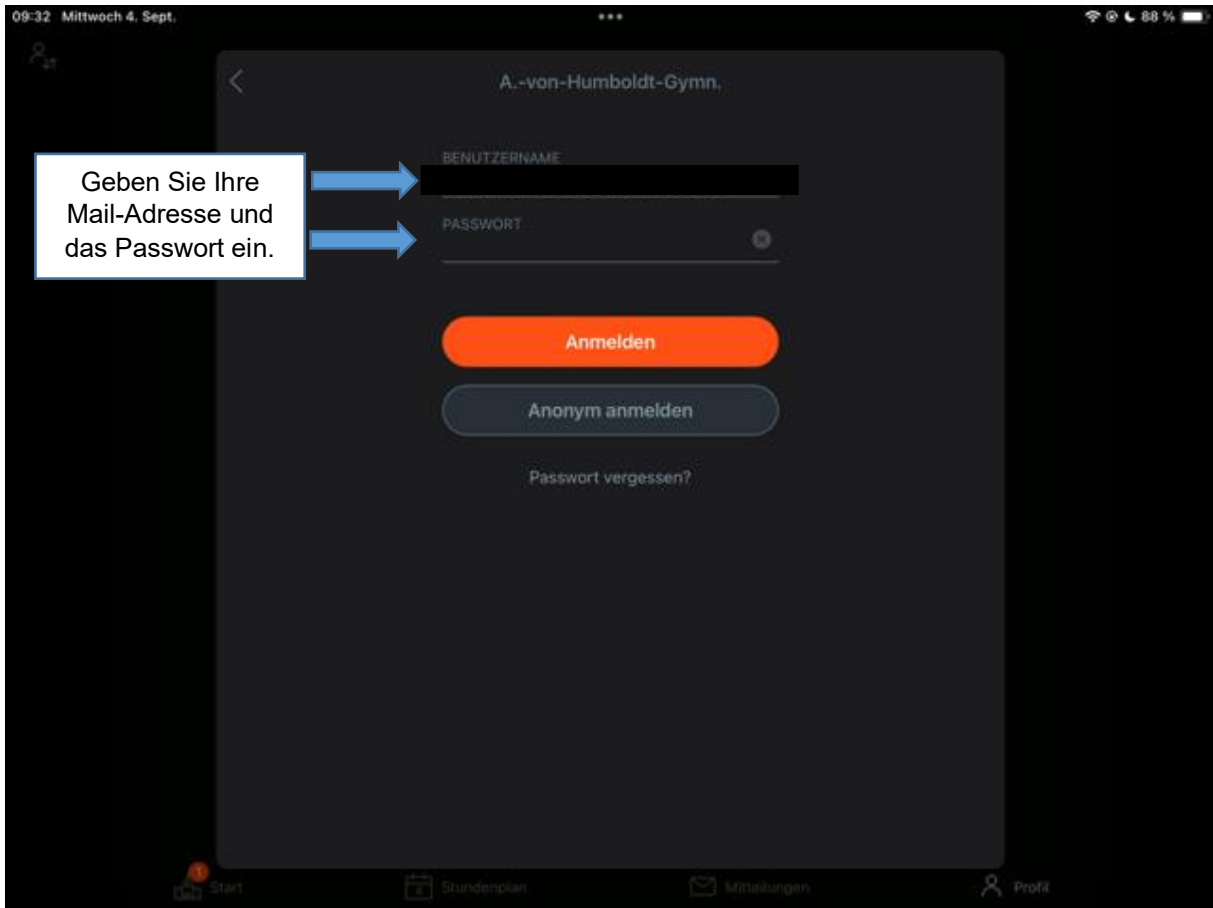 09:32 Mittwoch 4. Sept.
88 %
A.-von-Humboldt-Gymn.
BENUTZERNAME
Geben Sie Ihre
Mail-Adresse und
das Passwort ein.
PASSWORT
Anmelden
Anonym anmelden
Passwort vergessen?
1
Start
Stundenplan
Mitteilungen
Profil